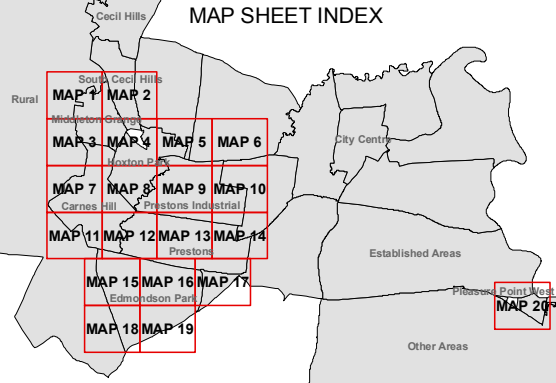 MAP SHEET INDEX
Cecil Hills
South Cecil Hills
Rural
MAP 1 MAP 2
Middleton Grange
MAP 3 MAP 4 MAP 5 MAP 6
City Centre
Hoxton Park
MAP 7 MAP 8 MAP 9 MAP 10
Carnes Hill Prestons Industrial
MAP 11 MAP 12 MAP 13 MAP 14
Prestons
Established Areas
MAP 15 MAP 16 MAP 17
Pleasure Point West
Edmondson Park
MAP 20
MAP 18 MAP 19
Other Areas